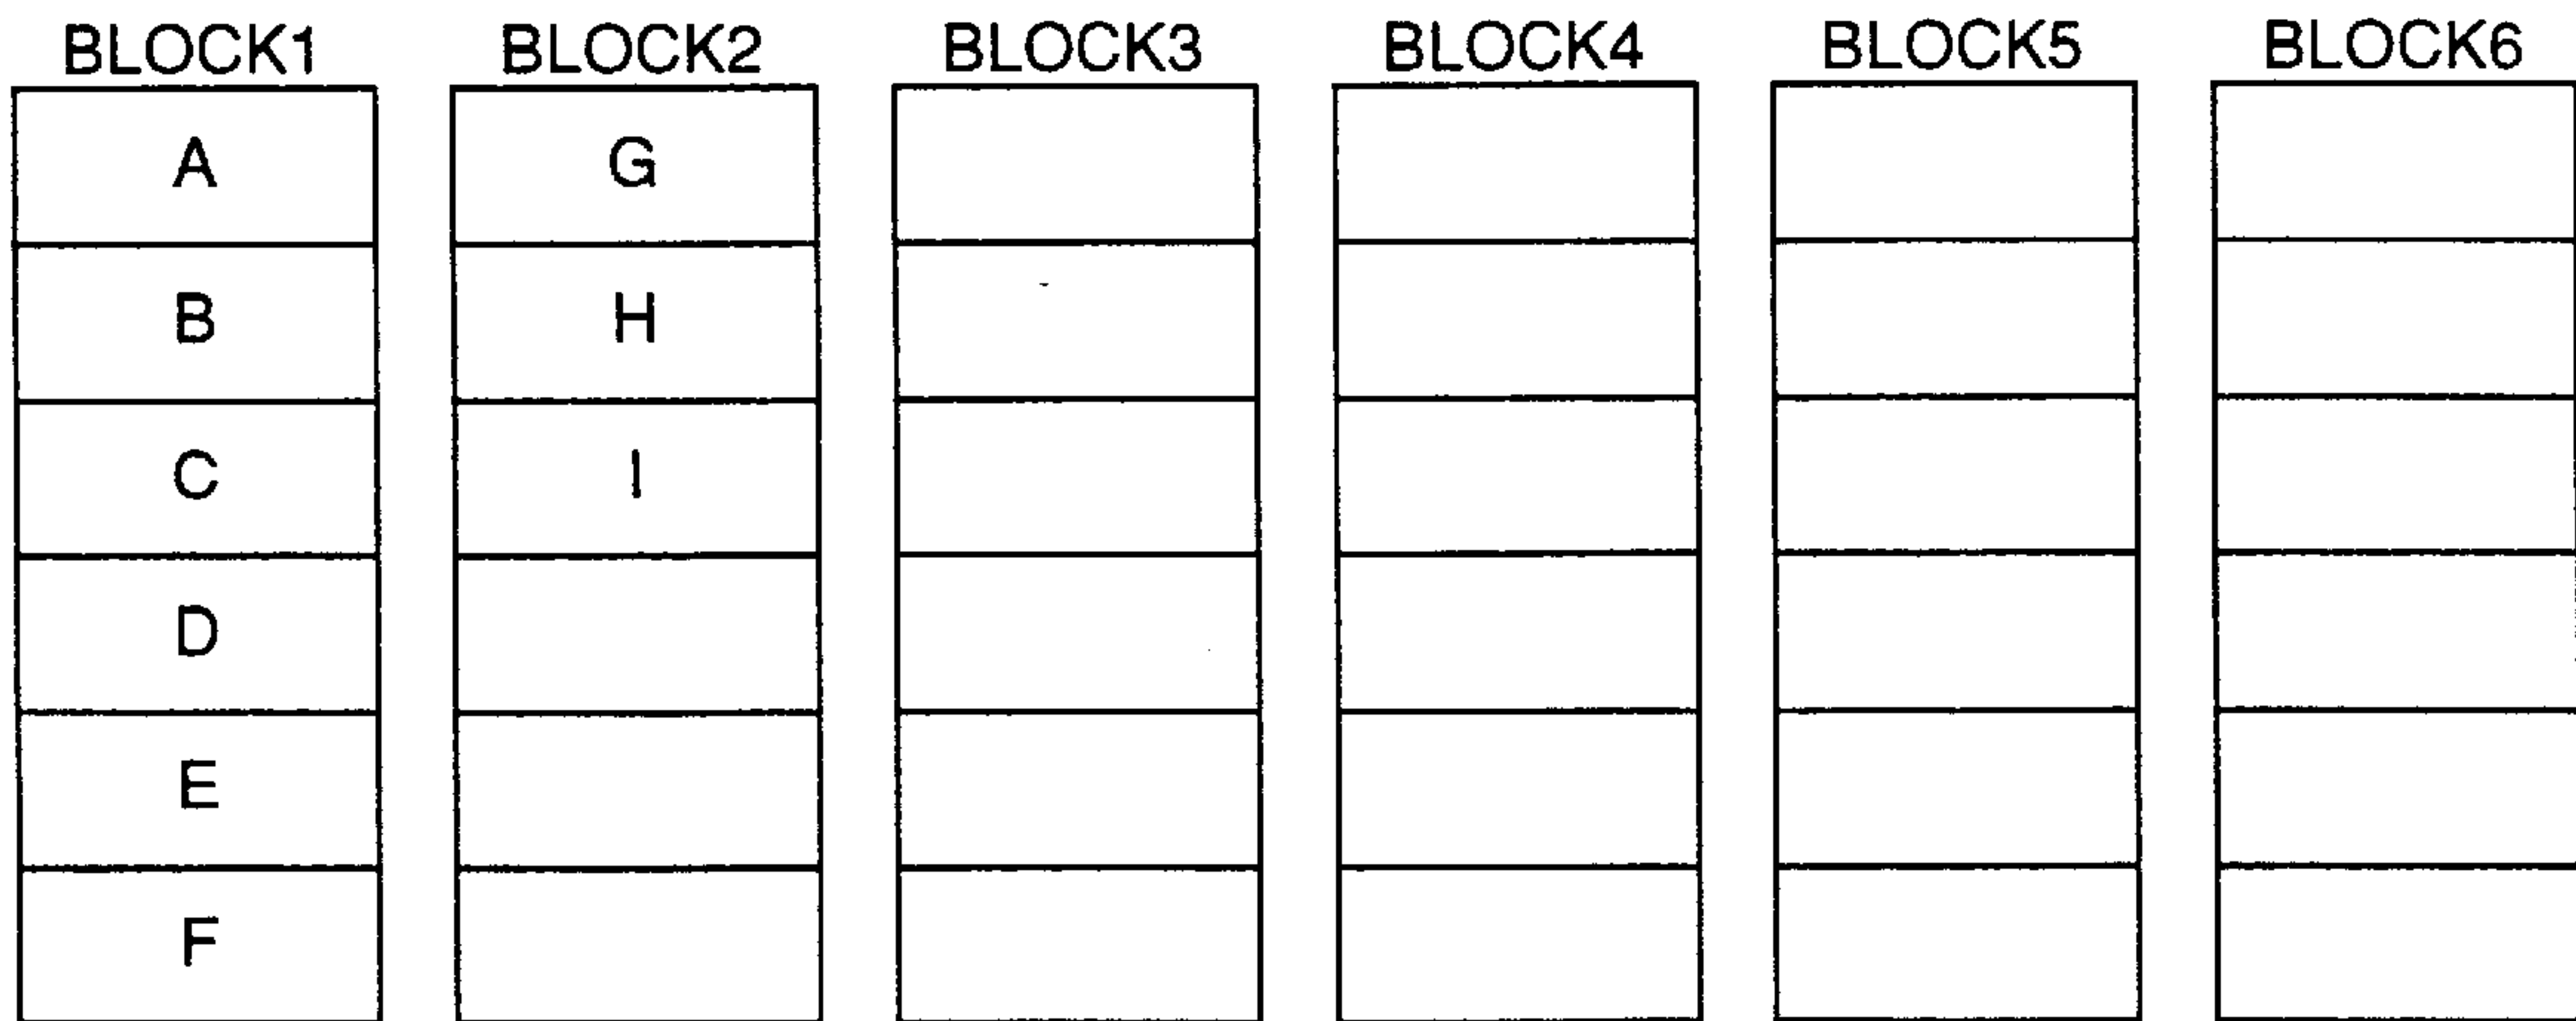 BLOCK1 BLOCK2 BLOCK3 BLOCK4 BLOCK5 BLOCK6
A G
B H
C I
D
E
F